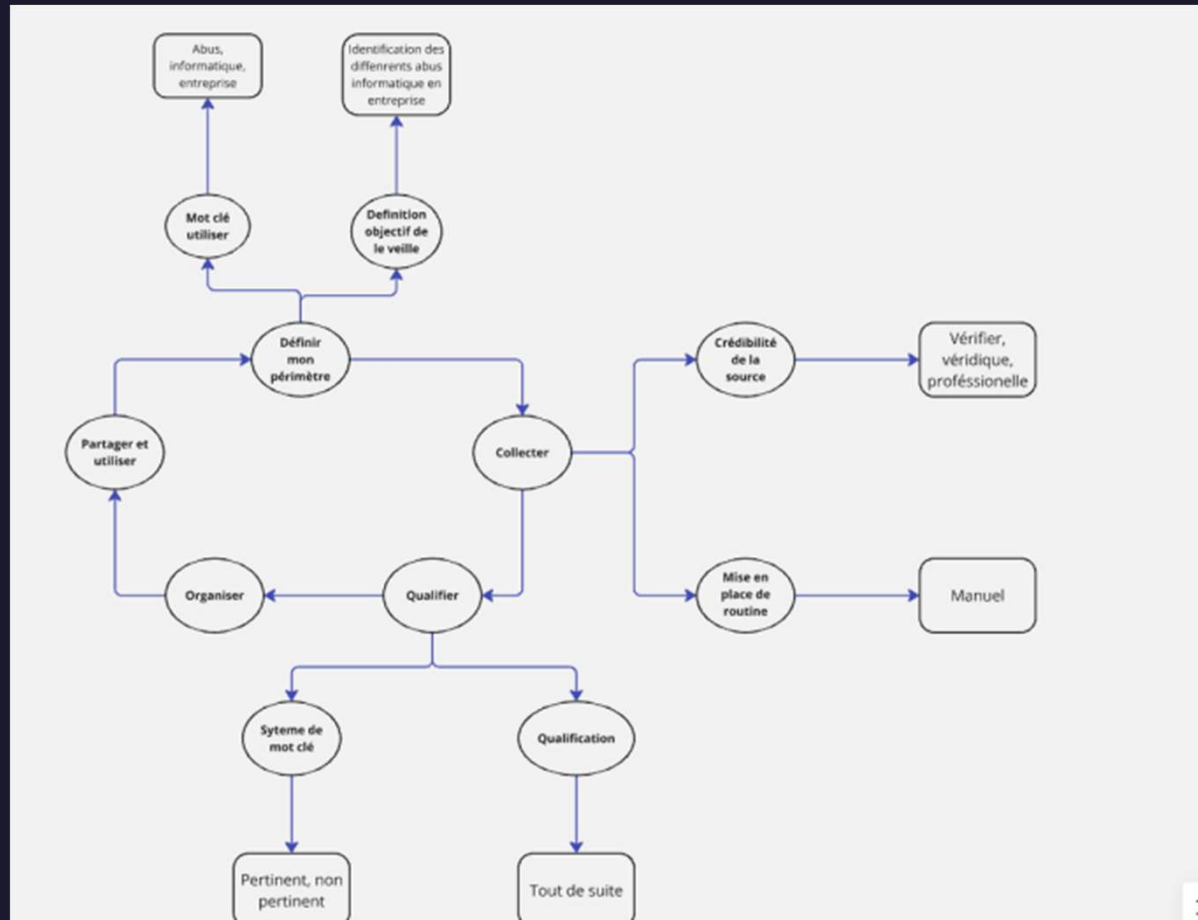 Abus,
informatique,
entreprise
Identification des
diffenrents abus
informatique en
entreprise
Mot clé
utiliser
Definition
objectif de
le veille
Définir
mon
périmètre
Crédibilité
de la
source
Vérifier,
véridique,
proféssionelle
Partager et
utiliser
Collecter
Organiser
Qualifier
Mise en
place de
routine
Manuel
Syteme de
mot clé
Qualification
Pertinent, non
pertinent
Tout de suite